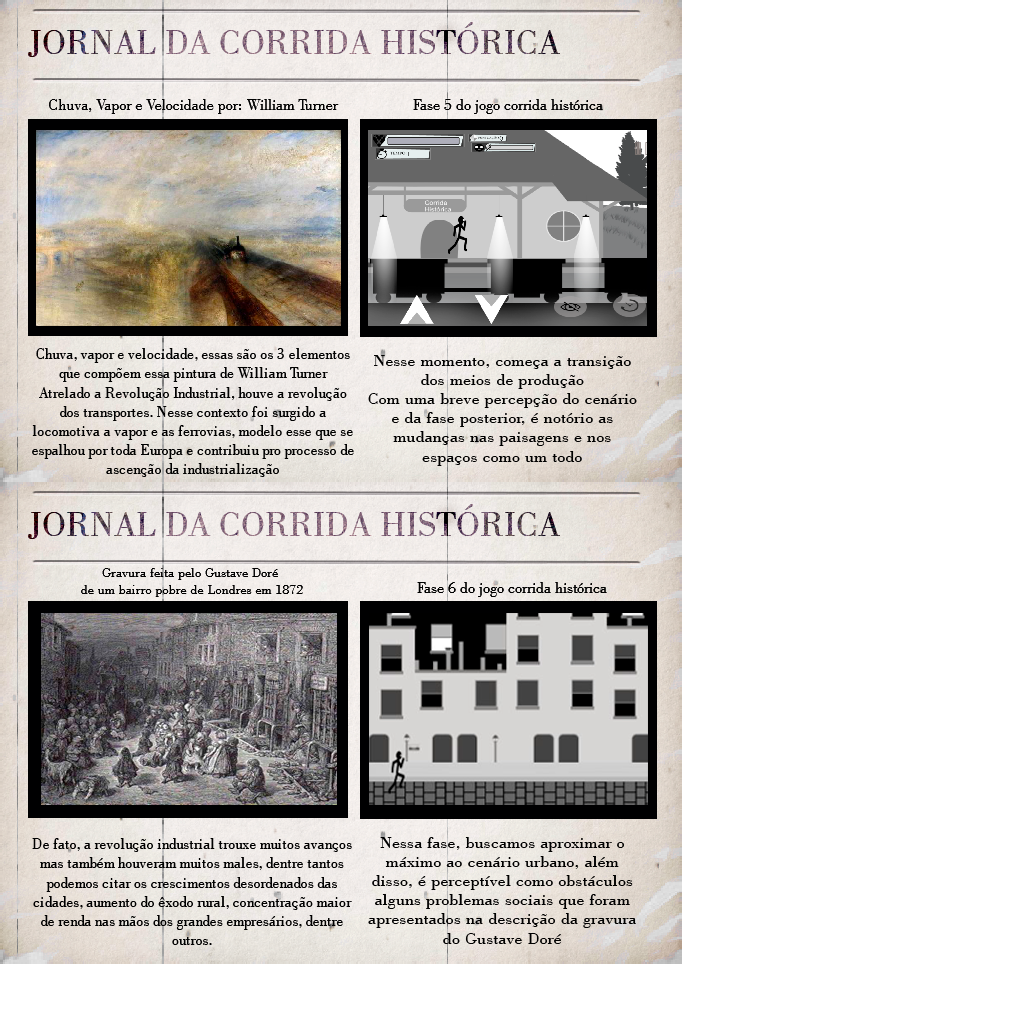 JORNAL DA CORRIDA HISTÓRICA
Chuva, Vapor e Velocidade por: William Turner
Chuva, vapor e velocidade, essas são os 3 elementos
que compõem essa pintura de William Turner
Atrelado a Revolução Industrial, houve a revolução
dos transportes. Nesse contexto foi surgido a
locomotiva a vapor e as ferrovias, modelo esse que se
espalhou por toda Europa e contribuiu pro processo de
ascenção da industrialização
Fase 5 do jogo corrida histórica
TEMPO
Corrida
Histórica
Nesse momento, começa a transição
dos meios de produção
Com uma breve percepção do cenário
e da fase posterior, é notório as
mudanças nas paisagens e nos
espaços como um todo
JORNAL DA CORRIDA HISTÓRICA
Gravura feita pelo Gustave Doré
de um bairro pobre de Londres em 1872
De fato, a revolução industrial trouxe muitos avanços
mas também houveram muitos males, dentre tantos
podemos citar os crescimentos desordenados das
cidades, aumento do êxodo rural, concentração maior
de renda nas mãos dos grandes empresários, dentre
outros.
Fase 6 do jogo corrida histórica
Nessa fase, buscamos aproximar o
máximo ao cenário urbano, além
disso, é perceptível como obstáculos
alguns problemas sociais que foram
apresentados na descrição da gravura
do Gustave Doré